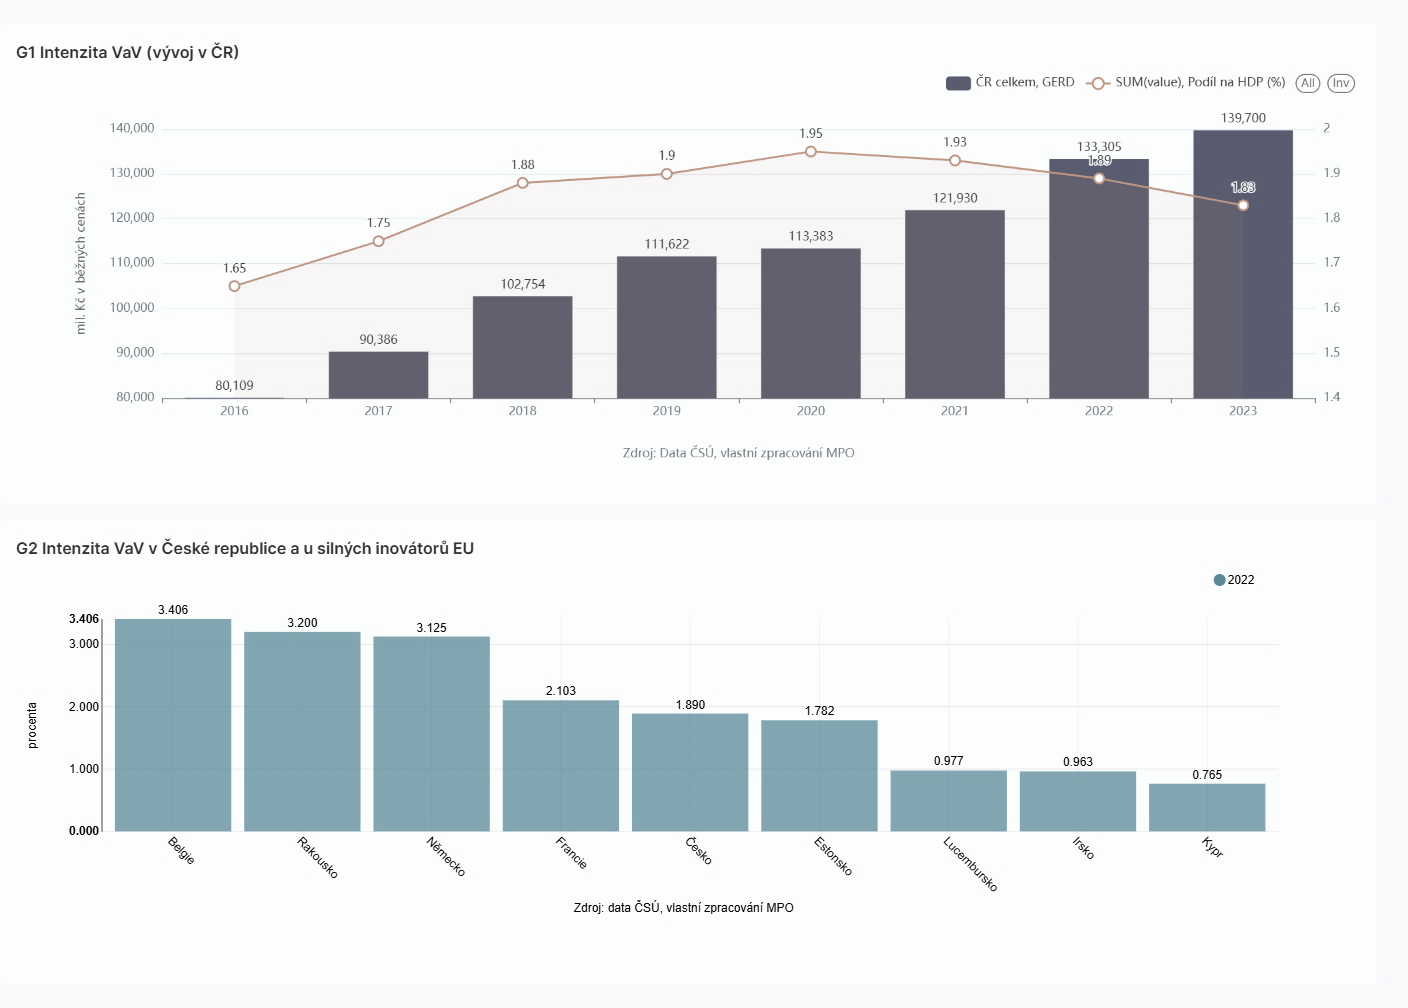 G1 Intenzita VaV (vývoj v ČR)
ČR celkem, GERD SUM(value), Podíl na HDP (%) All Inv
mil. Kč v běžných cenách
140,000
130,000
120,000
110,000
100,000
90,000
80,000
2
1.9
1.8
1.7
1.6
1.5
1.4
80,109
90,386
102,754
111,622
113,383
121,930
133,305
139,700
1.65
1.75
1.88
1.9
1.95
1.93
1.89
1.83
2016 2017 2018 2019 2020 2021 2022 2023
Zdroj: Data ČSÚ, vlastní zpracování MPO
G2 Intenzita VaV v České republice a u silných inovátorů EU
2022
procenta
3.406
3.000
2.000
1.000
0.000
3.406
3.200
3.125
2.103
1.890
1.782
0.977
0.963
0.765
Belgie
Rakousko
Německo
Francie
Česko
Estonsko
Lucembursko
Irsko
Kypr
Zdroj: data ČSÚ, vlastní zpracování MPO